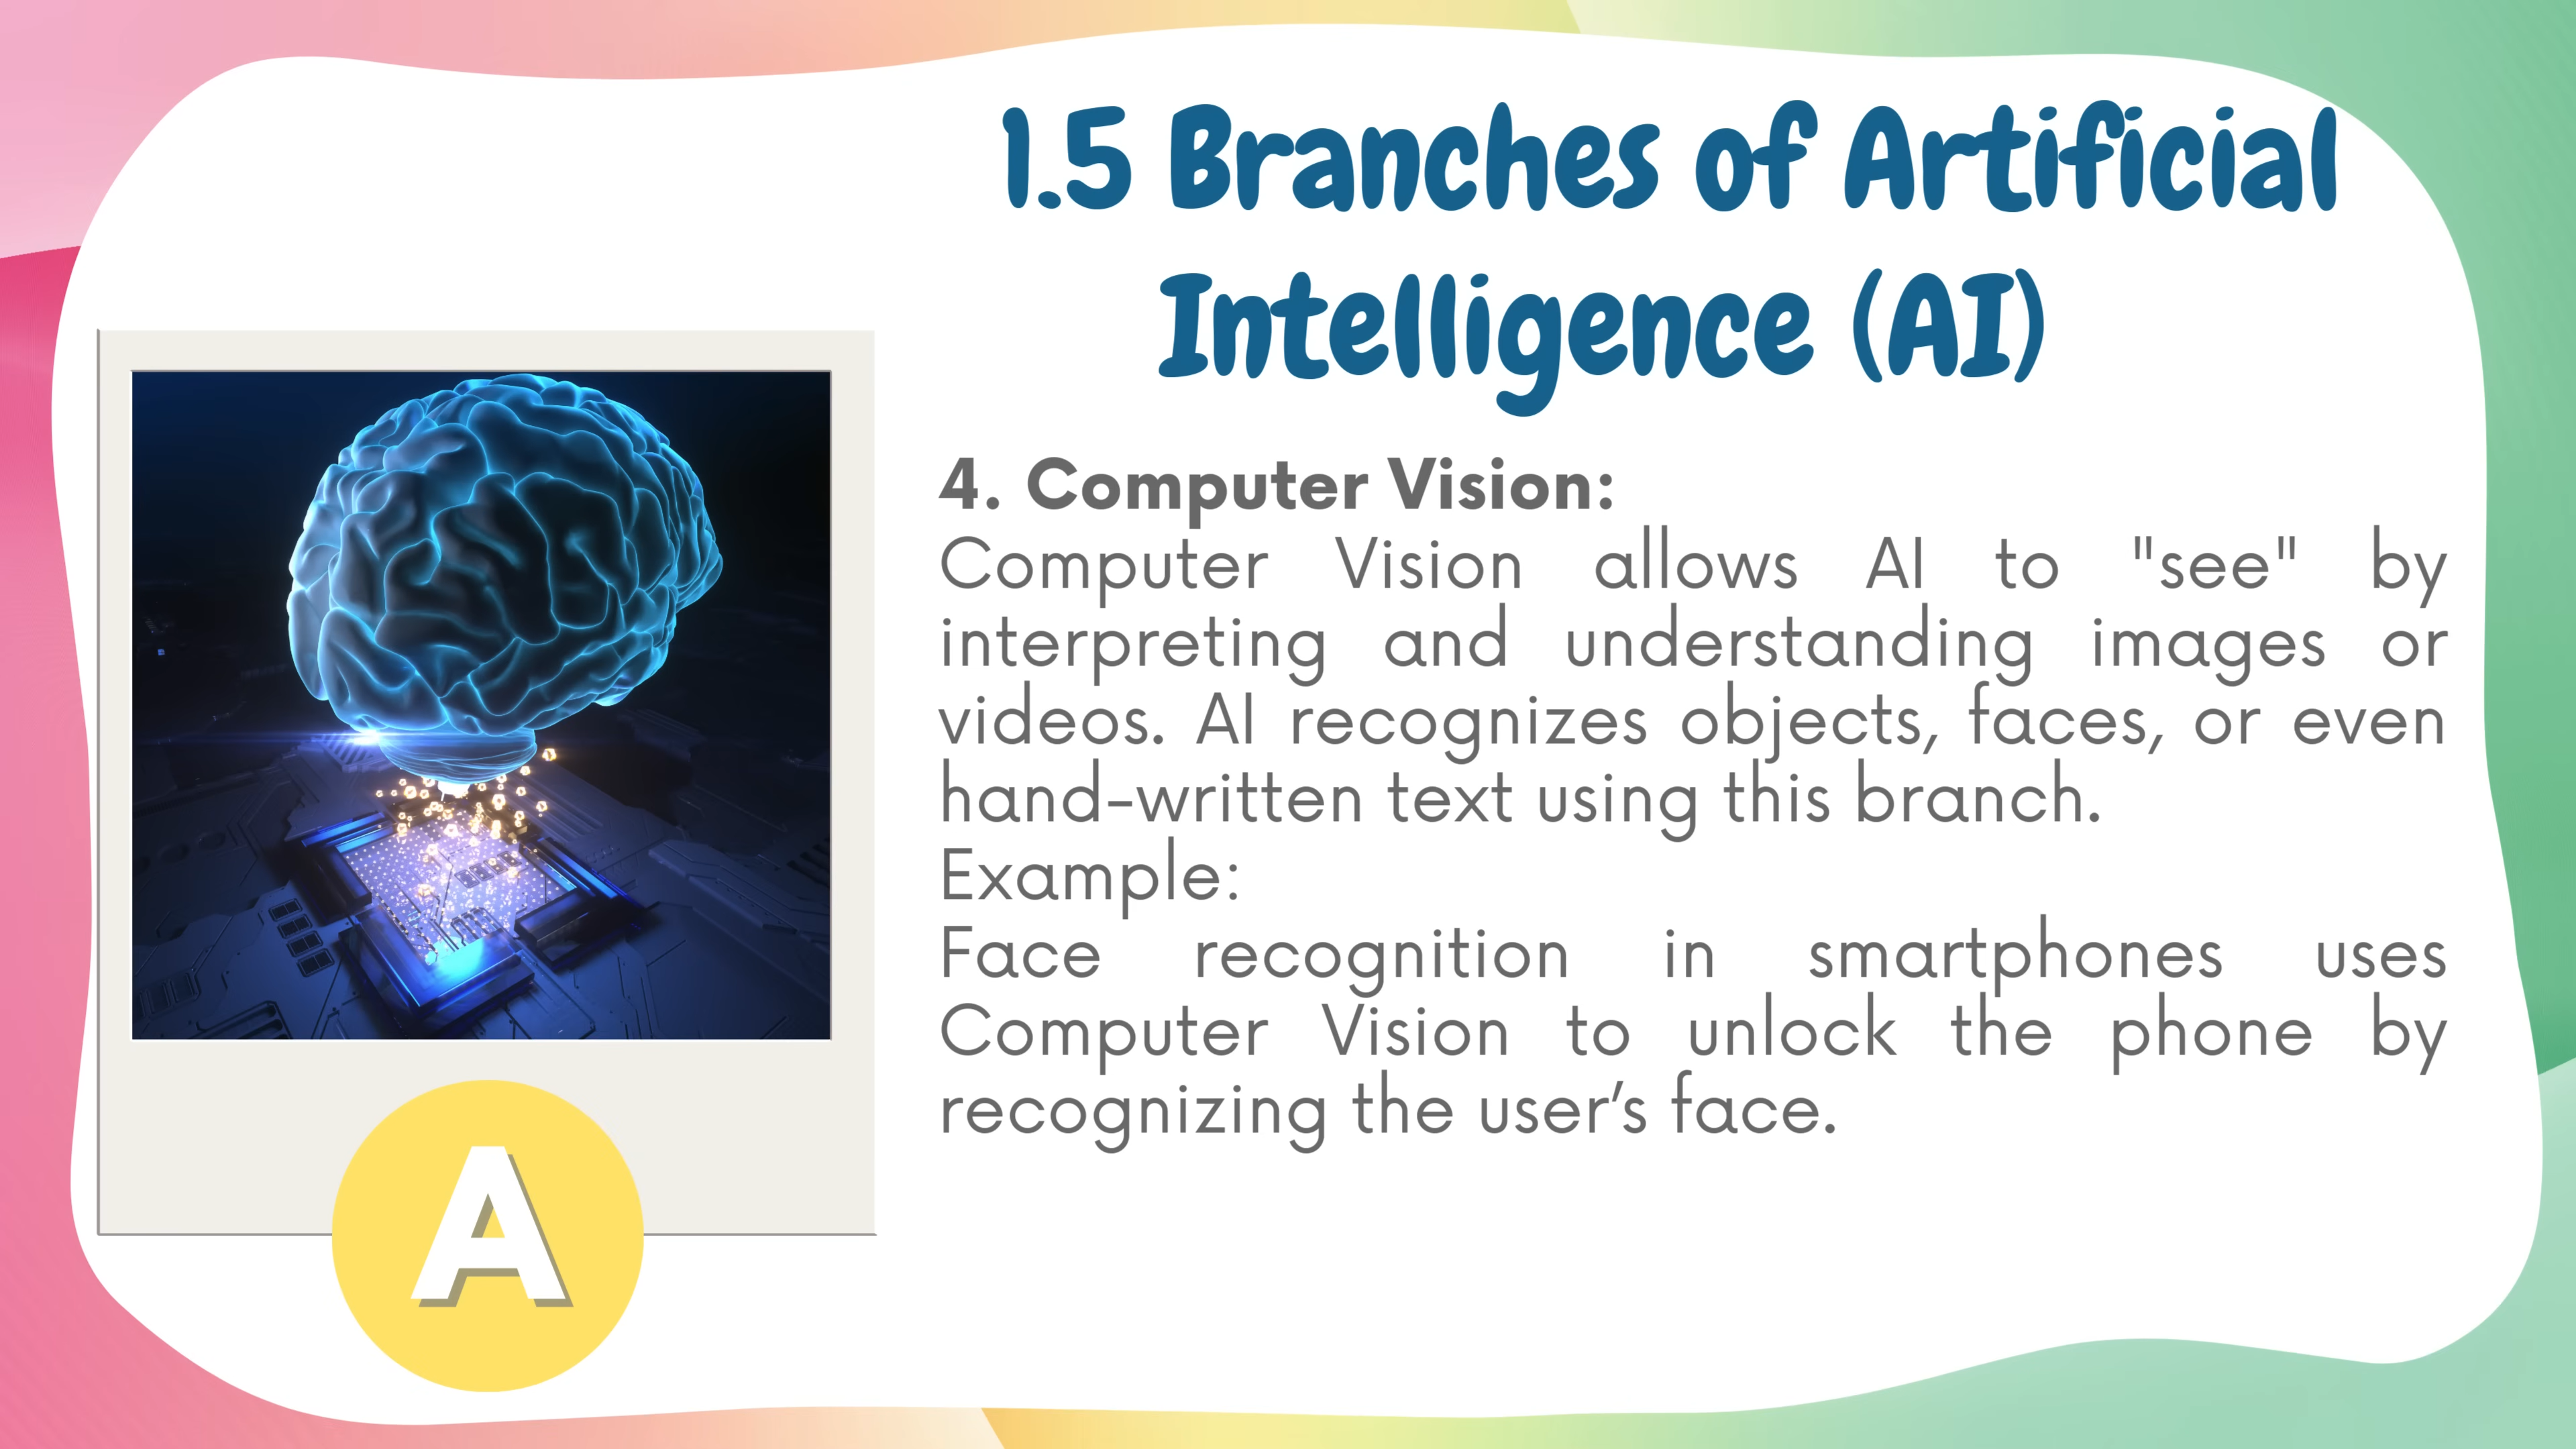 1.5 Branches of Artificial
Intelligence (AI)
4. Computer Vision:
Computer Vision allows AI to "see" by
interpreting and understanding images or
videos. AI recognizes objects, faces, or even
hand-written text using this branch.
Example:
Face recognition in smartphones uses
Computer Vision to unlock the phone by
recognizing the user’s face.
A